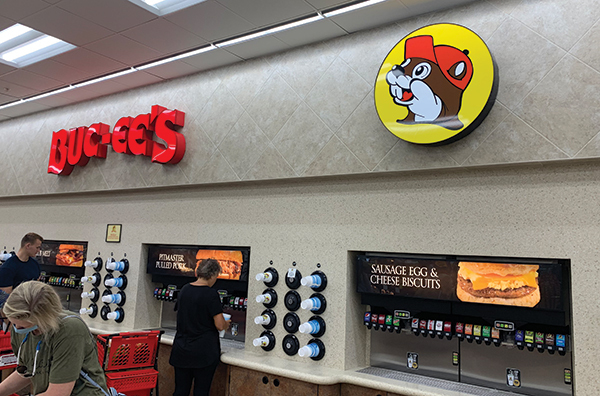 BUC-EE'S
PITMASTER
PULLED PORK
SAUSAGE EGG &
CHEESE BISCUITS